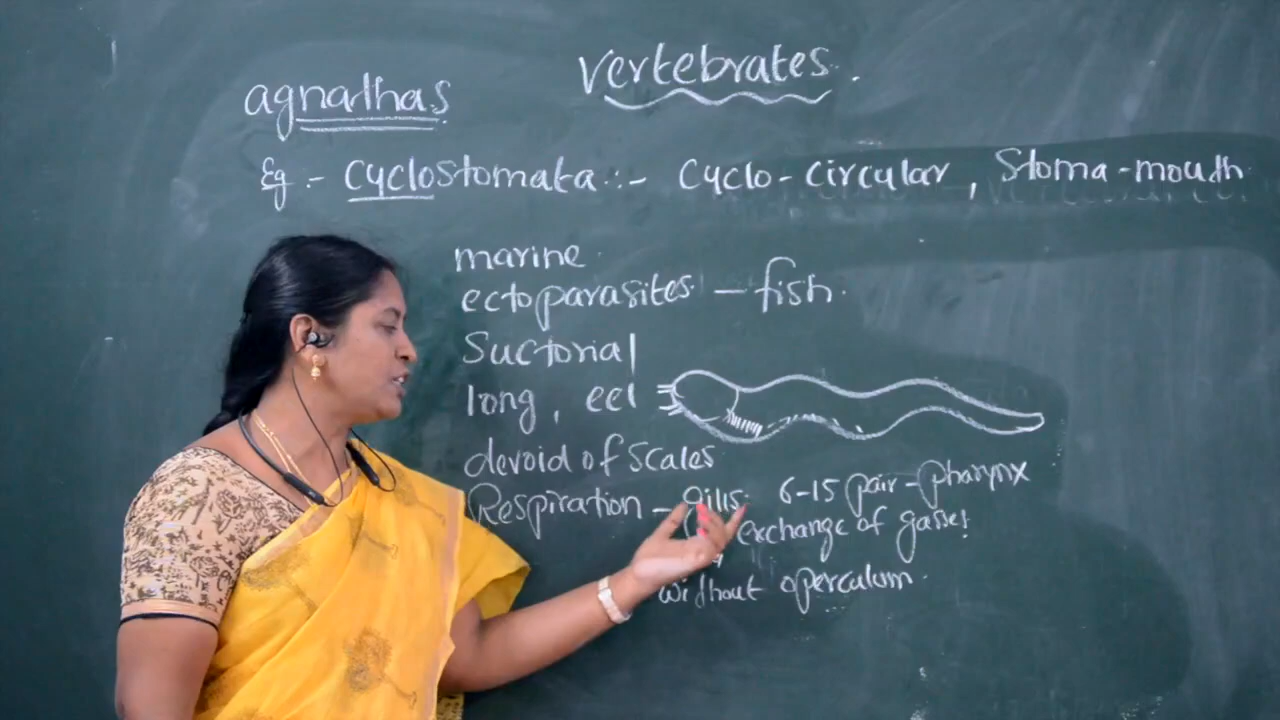 Vertebrates.
agnathas
Eg :- Cyclostomata :- Cyclo - Circular , Stoma - mouth
marine
ectoparasites - fish.
Suctorial
long , eel
devoid of scales
Respiration - gills. 6-15 pair - pharynx
exchange of gasses
without operculum.